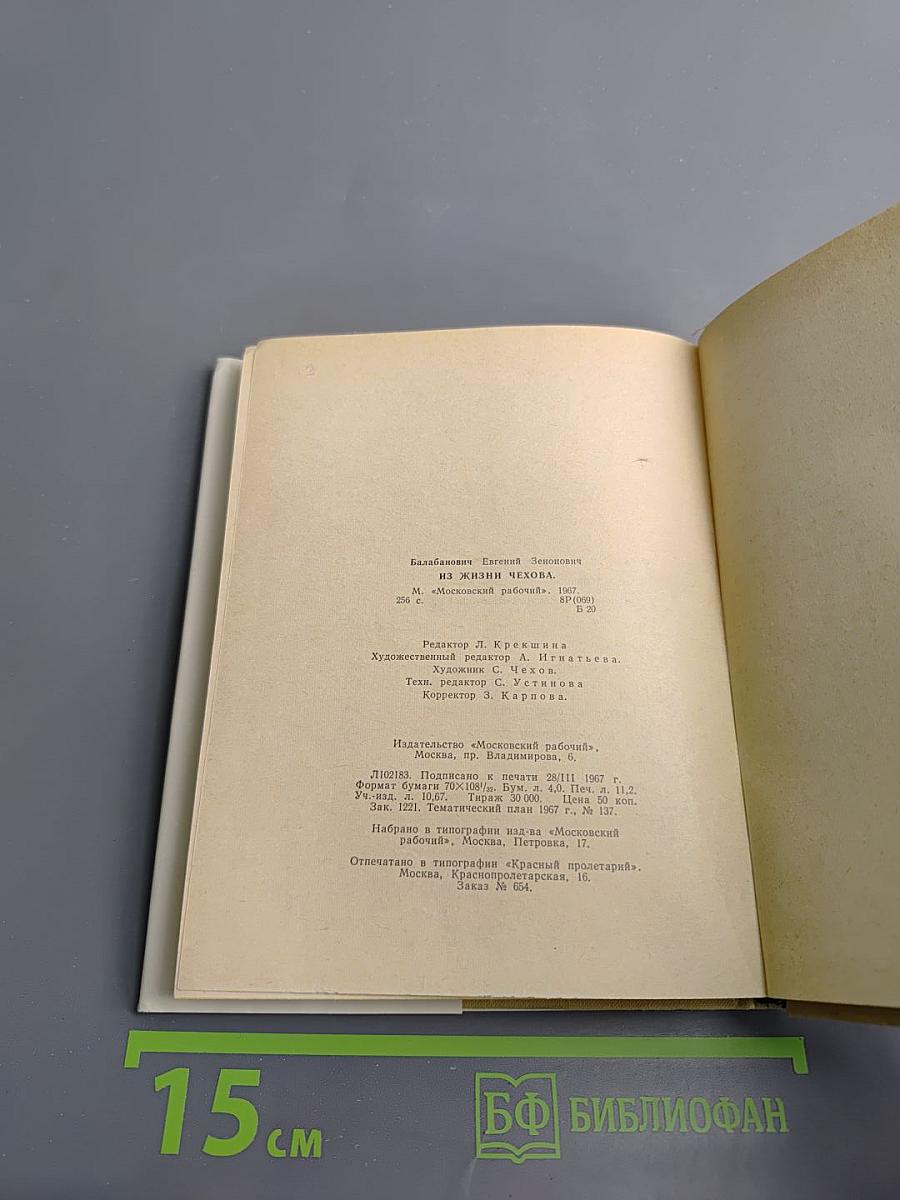 2
Балабанович Евгений Зенонович
ИЗ ЖИЗНИ ЧЕХОВА.
М. «Московский рабочий». 1967.
256 с. 8Р(069)
Б 20
Редактор Л. Крекшина
Художественный редактор А. Игнатьева.
Художник С. Чехов.
Техн. редактор С. Устинова
Корректор З. Карпова.
Издательство «Московский рабочий»,
Москва, пр. Владимирова, 6.
Л102183. Подписано к печати 28/III 1967 г.
Формат бумаги 70×108¹/₃₂. Бум. л. 4,0. Печ. л. 11,2.
Уч.-изд. л. 10,67. Тираж 30 000. Цена 50 коп.
Зак. 1221. Тематический план 1967 г., № 137.
Набрано в типографии изд-ва «Московский
рабочий», Москва, Петровка, 17.
Отпечатано в типографии «Красный пролетарий».
Москва, Краснопролетарская, 16.
Заказ № 654.
15 см
БФ БИБЛИОФАН